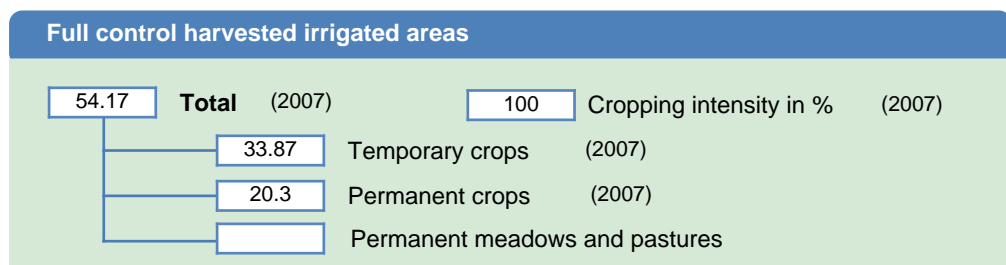 Full control harvested irrigated areas
54.17 Total (2007) 100 Cropping intensity in % (2007)
33.87 Temporary crops (2007)
20.3 Permanent crops (2007)
Permanent meadows and pastures